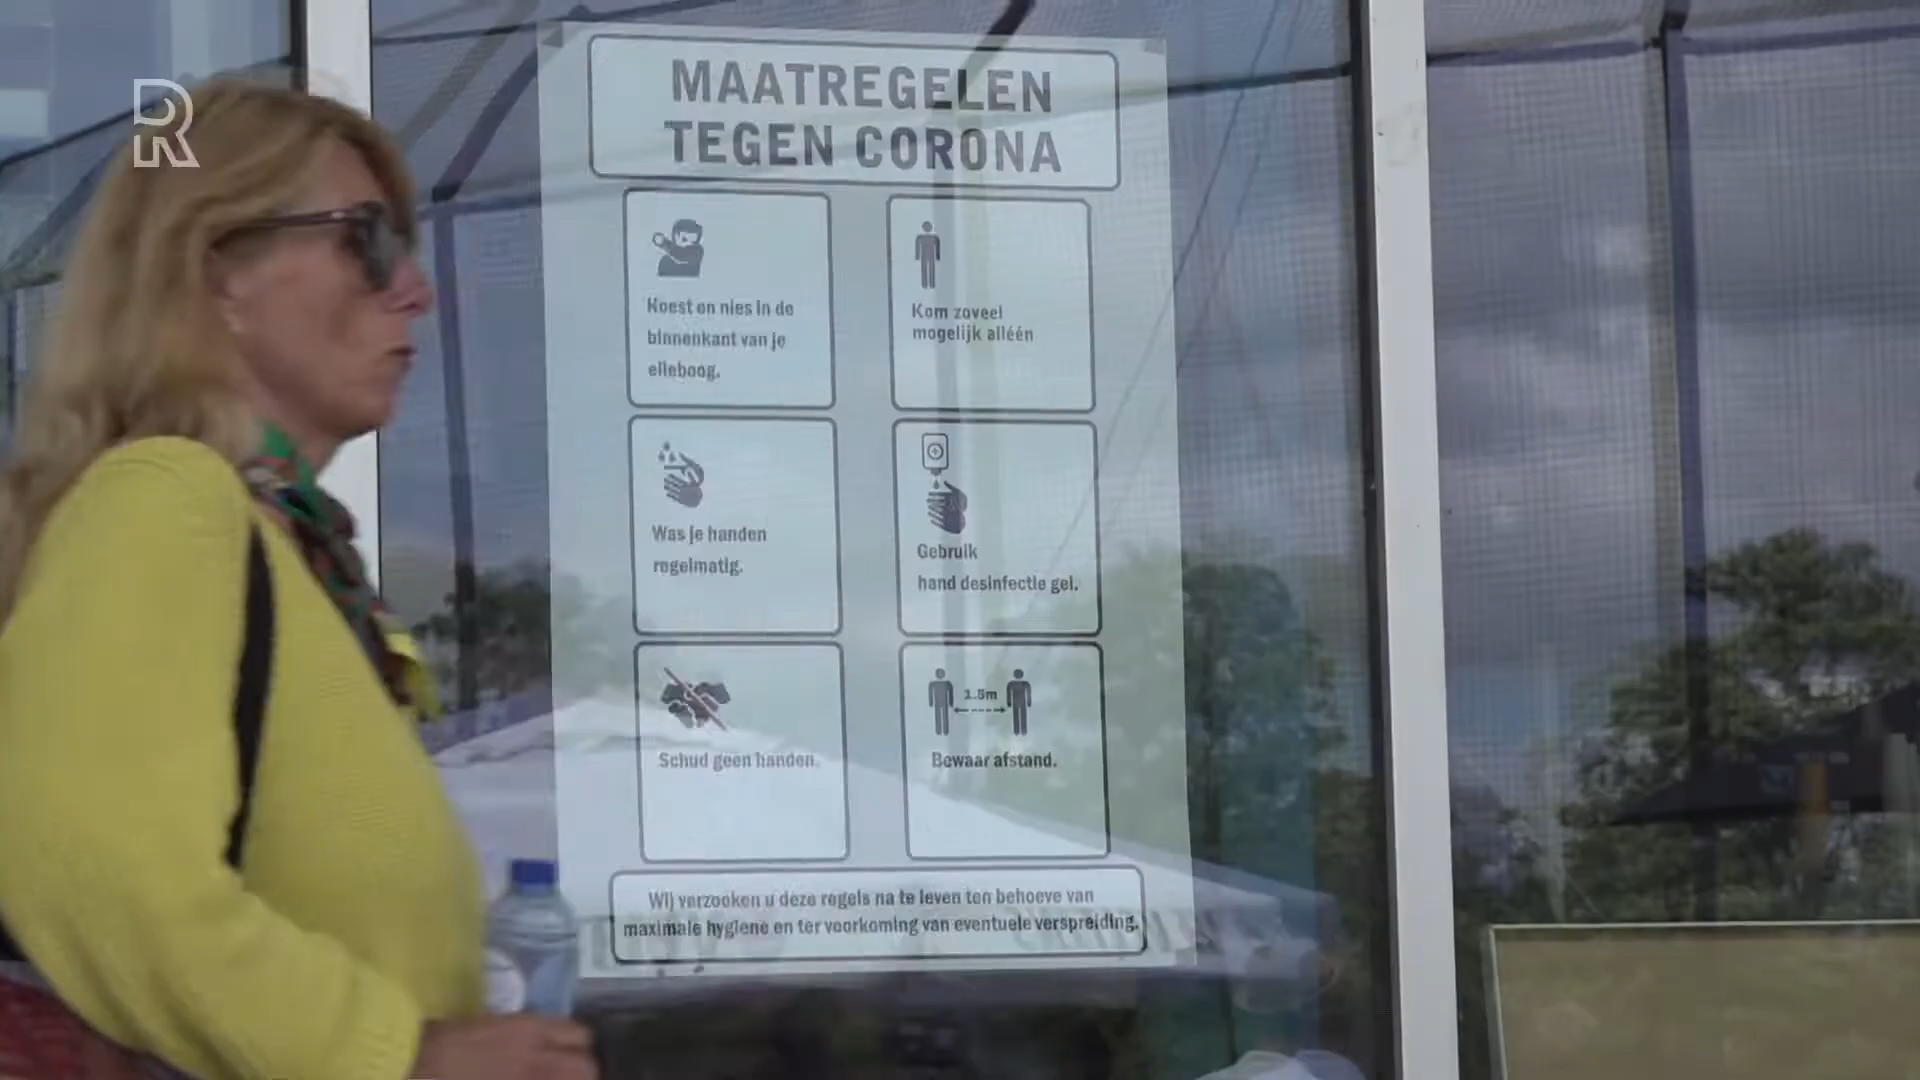 R
MAATREGELEN
TEGEN CORONA
Hoest en nies in de
binnenkant van je
elleboog.
Kom zoveel
mogelijk alléén
Was je handen
regelmatig.
Gebruik
hand desinfectie gel.
Schud geen handen.
1.5m
Bewaar afstand.
Wij verzoeken u deze regels na te leven ten behoeve van
maximale hygiene en ter voorkoming van eventuele verspreiding.